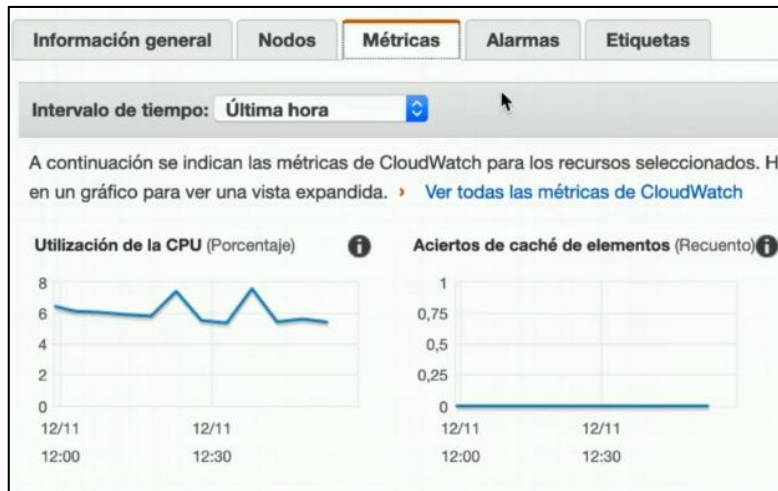 Información general Nodos Métricas Alarmas Etiquetas
Intervalo de tiempo: Última hora
A continuación se indican las métricas de CloudWatch para los recursos seleccionados. H
en un gráfico para ver una vista expandida. › Ver todas las métricas de CloudWatch
Utilización de la CPU (Porcentaje)
8
6
4
2
0
12/11 12/11
12:00 12:30
Aciertos de caché de elementos (Recuento)
1
0,75
0,5
0,25
0
12/11 12/11
12:00 12:30